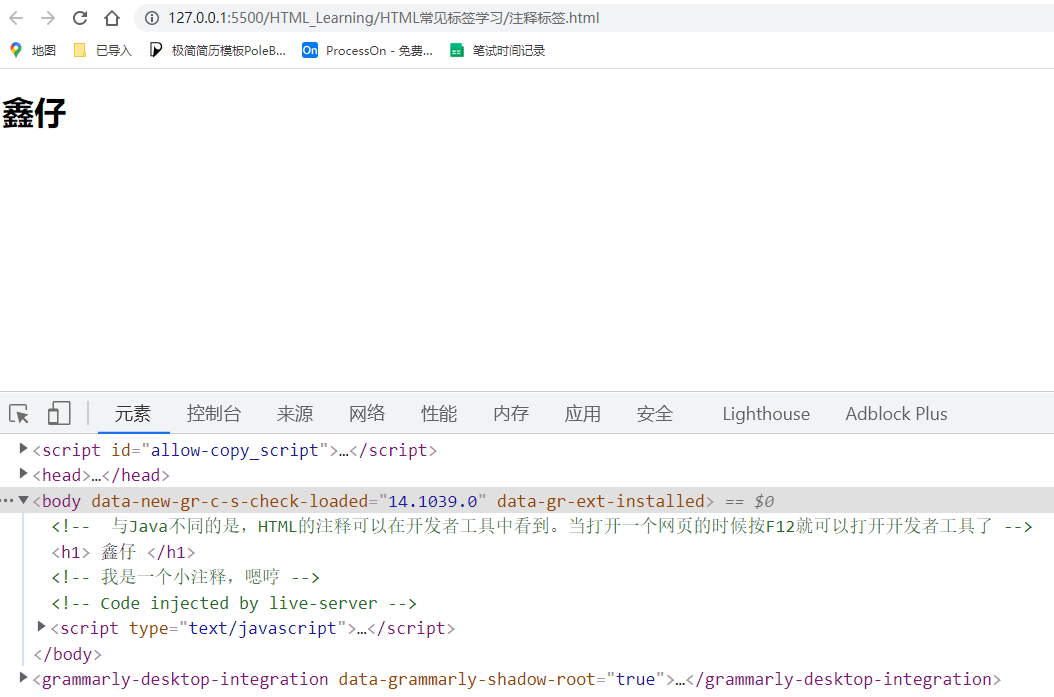 127.0.0.1:5500/HTML_Learning/HTML常见标签学习/注释标签.html
地图 已导入 极简简历模板PoleB... On ProcessOn - 免费... 笔试时间记录
鑫仔
元素 控制台 来源 网络 性能 内存 应用 安全 Lighthouse Adblock Plus
<script id="allow-copy_script">…</script>
<head>…</head>
<body data-new-gr-c-s-check-loaded="14.1039.0" data-gr-ext-installed> == $0
<!-- 与Java不同的是，HTML的注释可以在开发者工具中看到。当打开一个网页的时候按F12就可以打开开发者工具了 -->
<h1> 鑫仔 </h1>
<!-- 我是一个小注释，嗯哼 -->
<!-- Code injected by live-server -->
<script type="text/javascript">…</script>
</body>
<grammarly-desktop-integration data-grammarly-shadow-root="true">…</grammarly-desktop-integration>